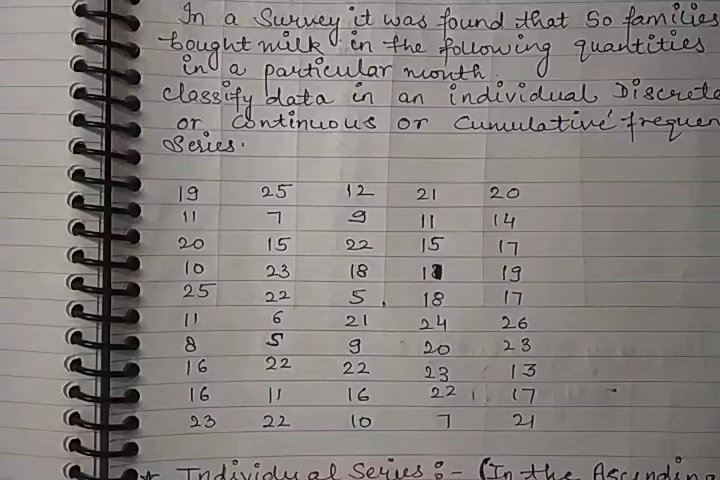 In a Survey it was found that 50 families
bought milk in the following quantities
in a particular month.
classify data in an individual, Discrete
or continuous or cumulative frequen
Series.
19 25 12 21 20
11 7 9 11 14
20 15 22 15 17
10 23 18 18 19
25 22 5 18 17
11 6 21 24 26
8 5 9 20 23
16 22 22 23 13
16 11 16 22 17
23 22 10 7 21
* Individual Series :- (In the Ascending